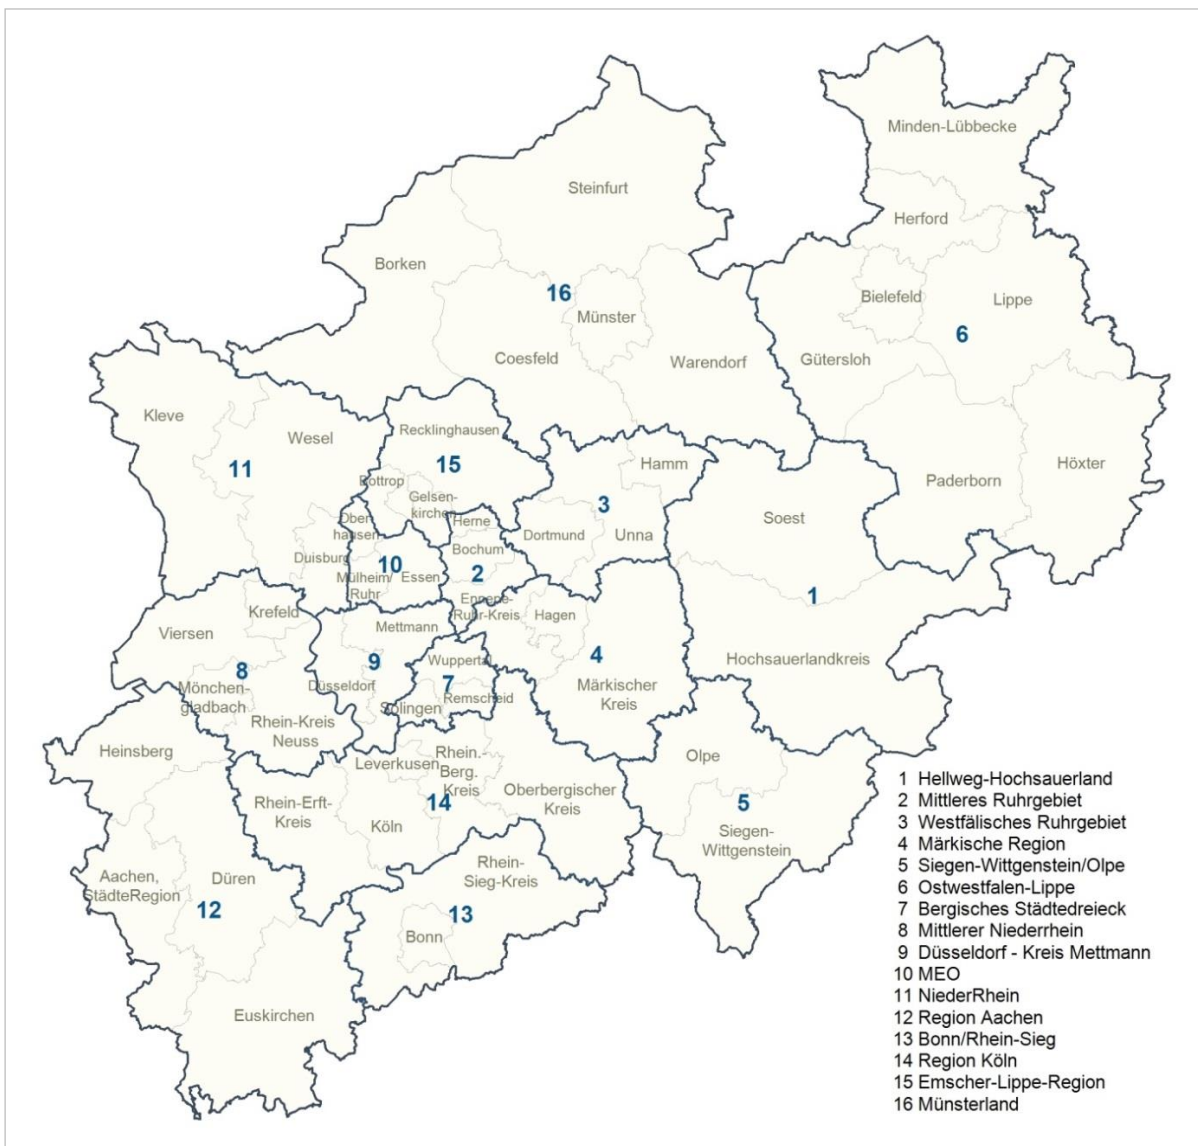 Minden-Lübbecke
Steinfurt
Herford
Borken
Bielefeld
Lippe
16
Münster
6
Coesfeld
Gütersloh
Warendorf
Kleve
Wesel
Recklinghausen
Hamm
Höxter
11
15
Bottrop
Paderborn
Gelsen-
kirchen
3
Soest
Ober-
hausen
Herne
Dortmund
Unna
Duisburg
Bochum
10
2
Mülheim/
Ruhr
Essen
1
Ennepe-
Ruhr-Kreis
Krefeld
Hagen
Viersen
Mettmann
8
9
Wuppertal
4
Hochsauerlandkreis
Mönchen-
gladbach
Düsseldorf
7
Remscheid
Märkischer
Kreis
Solingen
Rhein-Kreis
Neuss
Heinsberg
Leverkusen
Rhein.-
Berg.
Kreis
Olpe
Rhein-Erft-
Kreis
14
Oberbergischer
Kreis
5
Köln
Siegen-
Wittgenstein
Aachen,
StädteRegion
Düren
Rhein-
Sieg-Kreis
12
13
Bonn
Euskirchen
1 Hellweg-Hochsauerland
2 Mittleres Ruhrgebiet
3 Westfälisches Ruhrgebiet
4 Märkische Region
5 Siegen-Wittgenstein/Olpe
6 Ostwestfalen-Lippe
7 Bergisches Städtedreieck
8 Mittlerer Niederrhein
9 Düsseldorf - Kreis Mettmann
10 MEO
11 NiederRhein
12 Region Aachen
13 Bonn/Rhein-Sieg
14 Region Köln
15 Emscher-Lippe-Region
16 Münsterland